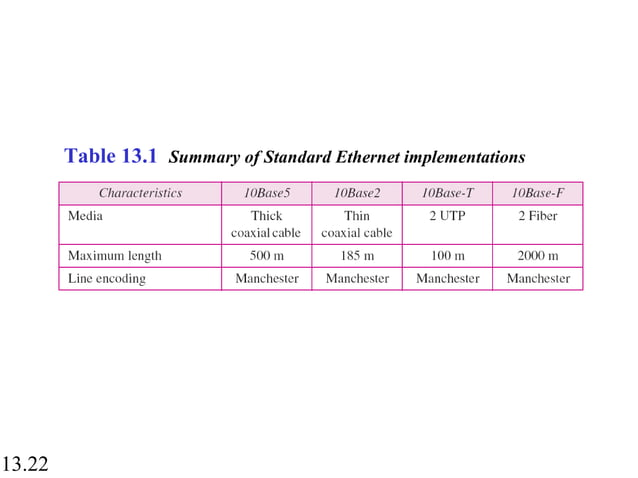 Table 13.1 Summary of Standard Ethernet implementations
Characteristics 10Base5 10Base2 10Base-T 10Base-F
Media Thick coaxial cable Thin coaxial cable 2 UTP 2 Fiber
Maximum length 500 m 185 m 100 m 2000 m
Line encoding Manchester Manchester Manchester Manchester
13.22